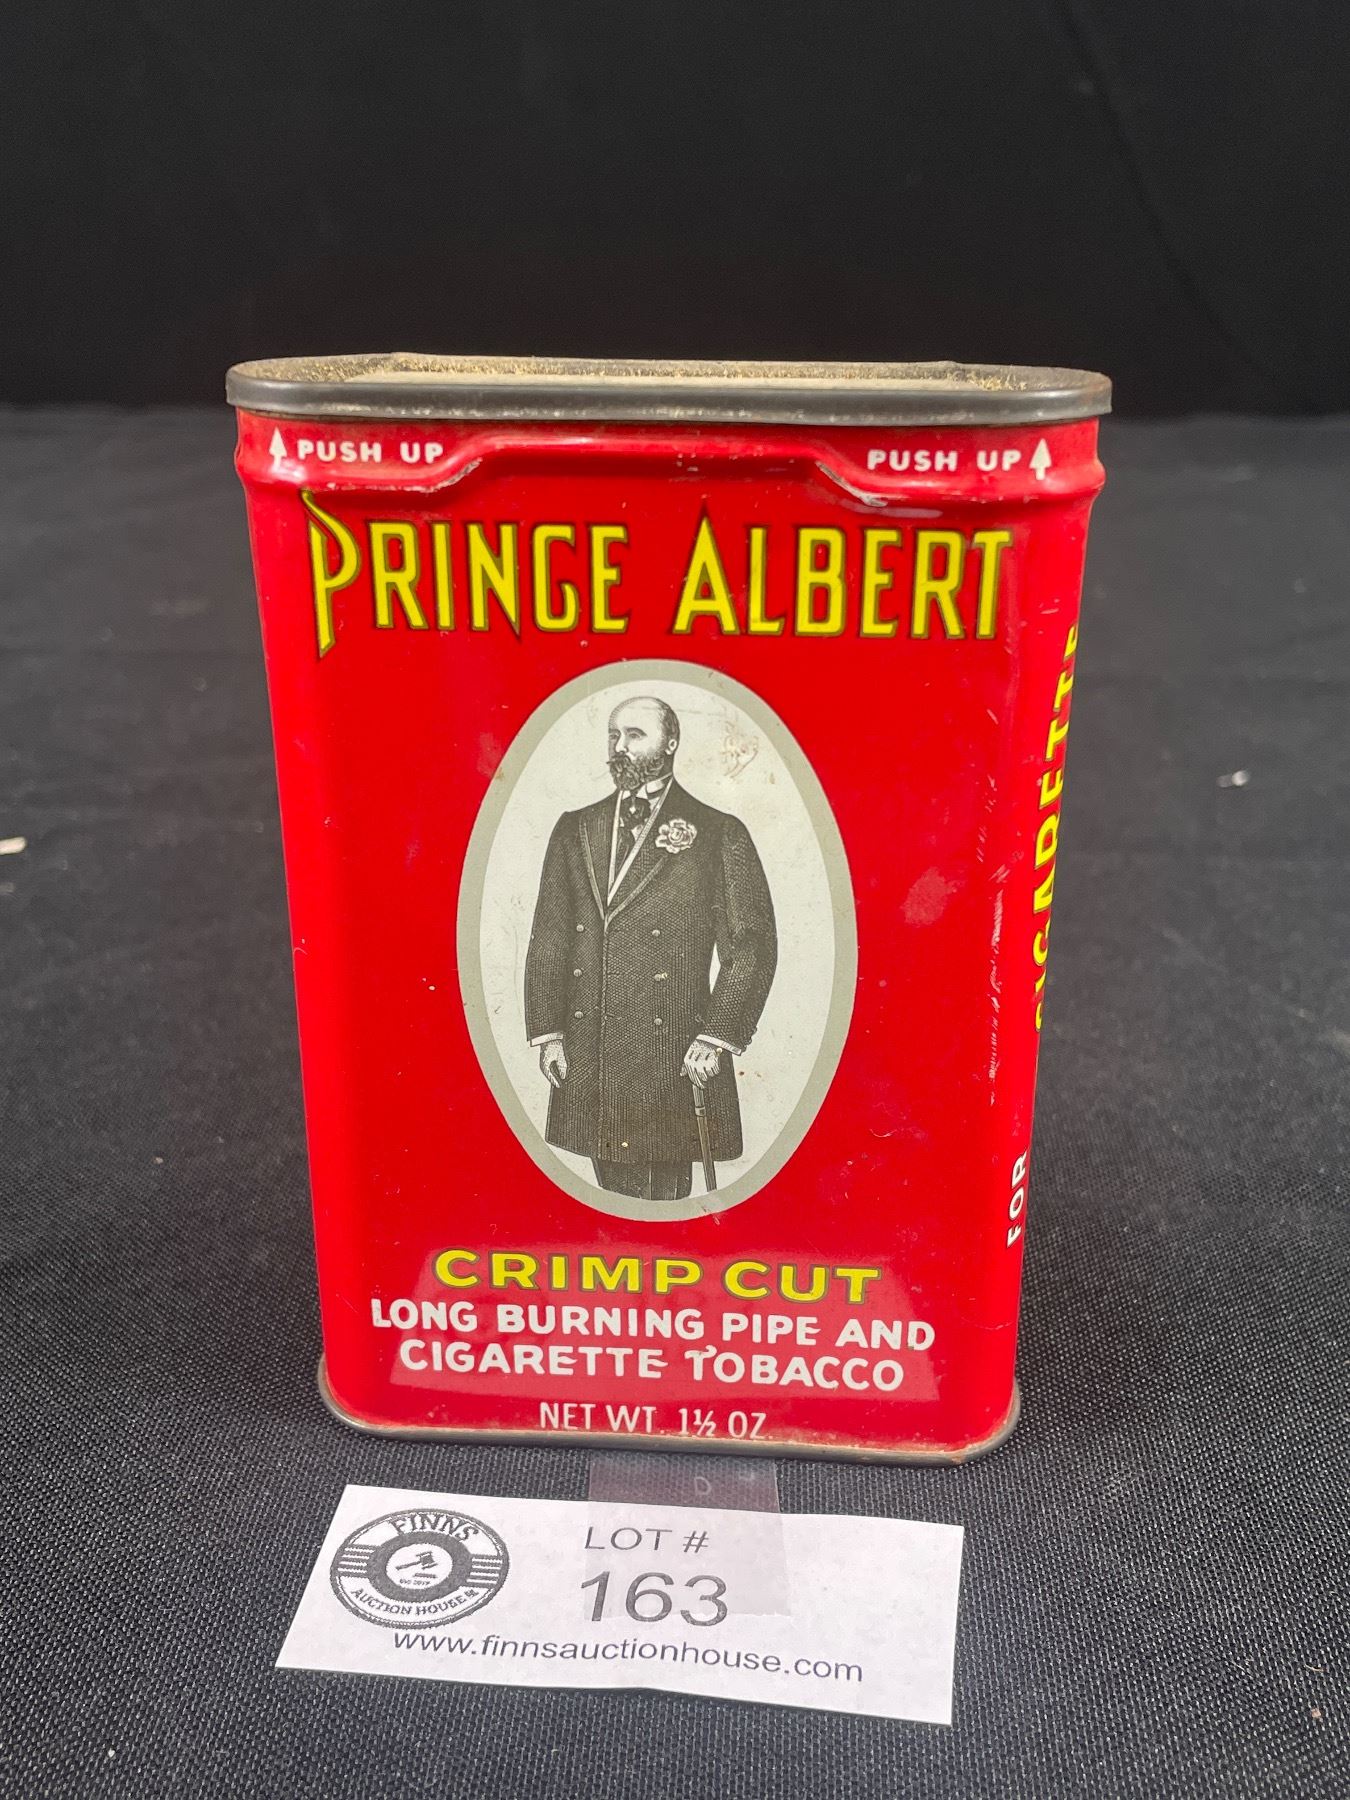 PUSH UP PUSH UP
PRINCE ALBERT
CRIMP CUT
LONG BURNING PIPE AND
CIGARETTE TOBACCO
NET WT. 1½ OZ.
FOR CIGARETTE
FINNS
AUCTION HOUSE
LOT #
163
www.finnsauctionhouse.com